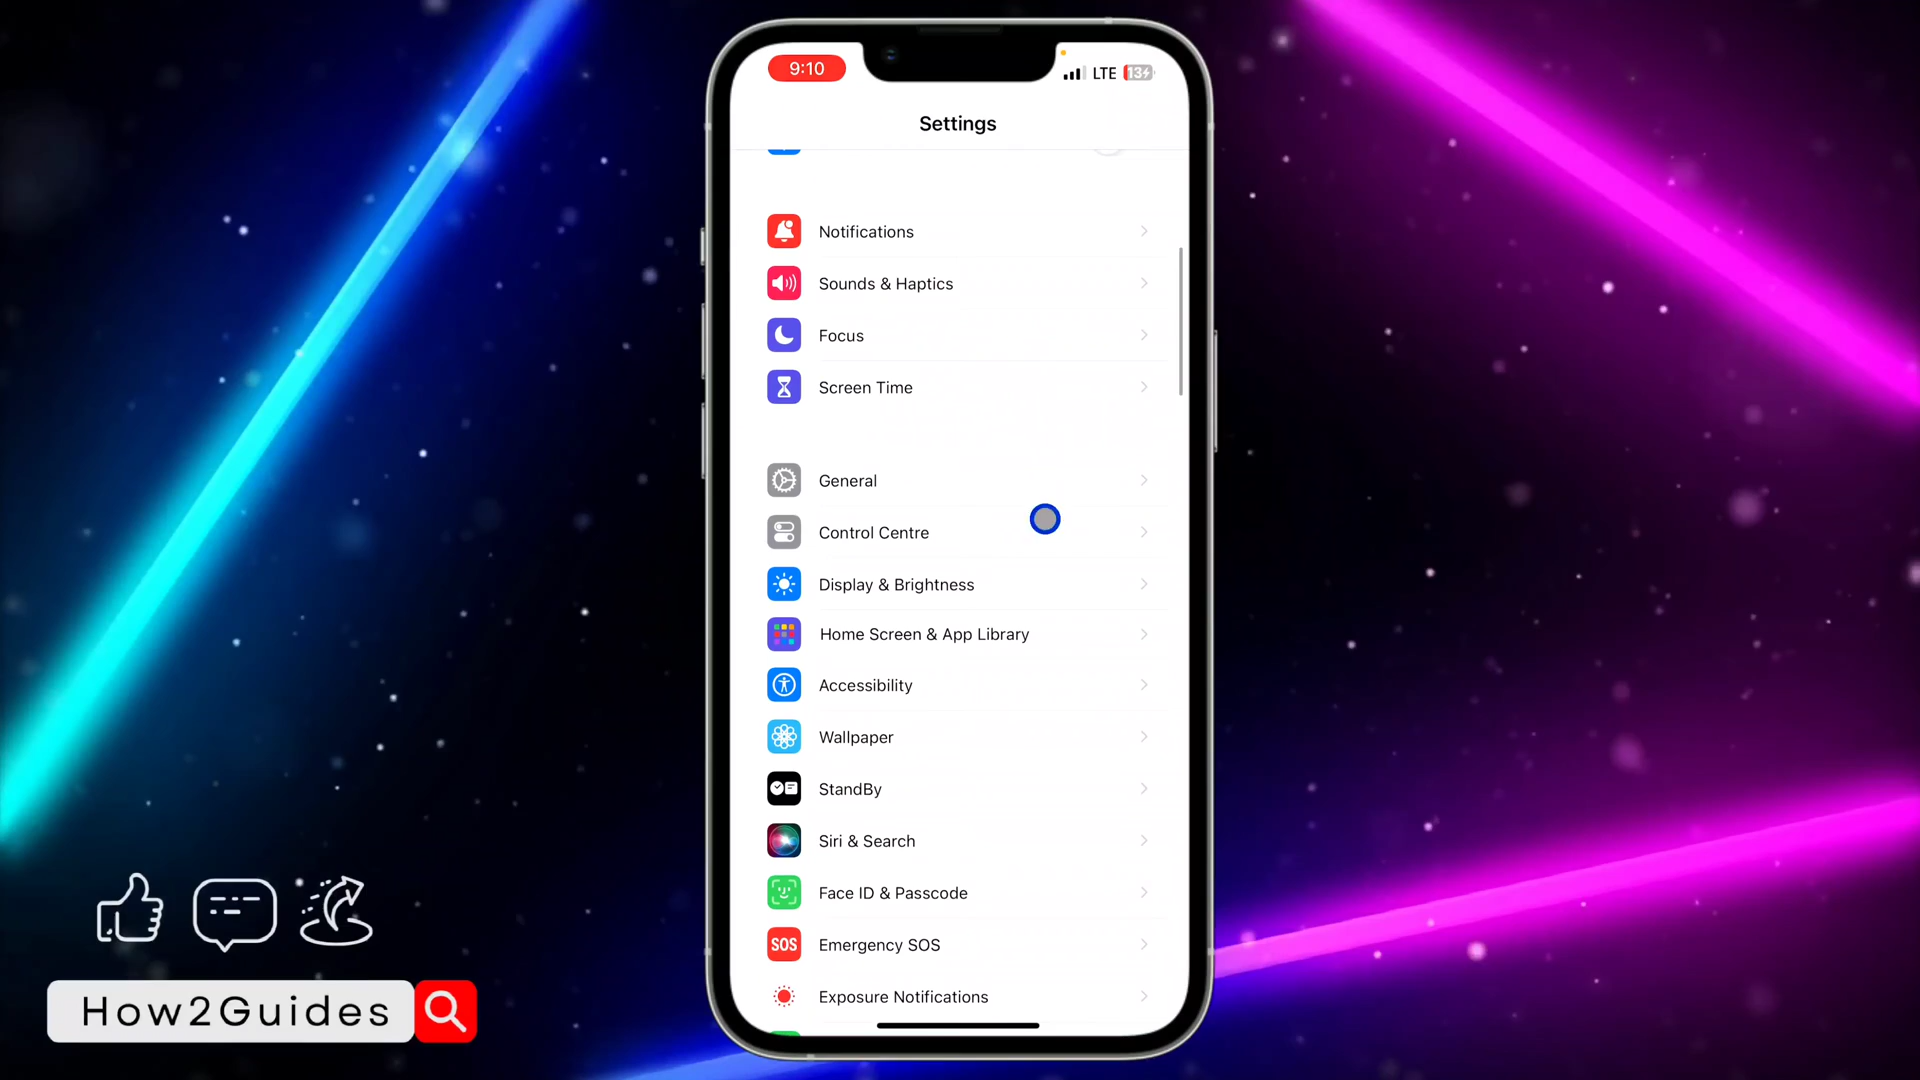 9:10
LTE 13
Settings
Notifications
Sounds & Haptics
Focus
Screen Time
General
Control Centre
Display & Brightness
Home Screen & App Library
Accessibility
Wallpaper
StandBy
Siri & Search
Face ID & Passcode
SOS Emergency SOS
Exposure Notifications
How2Guides